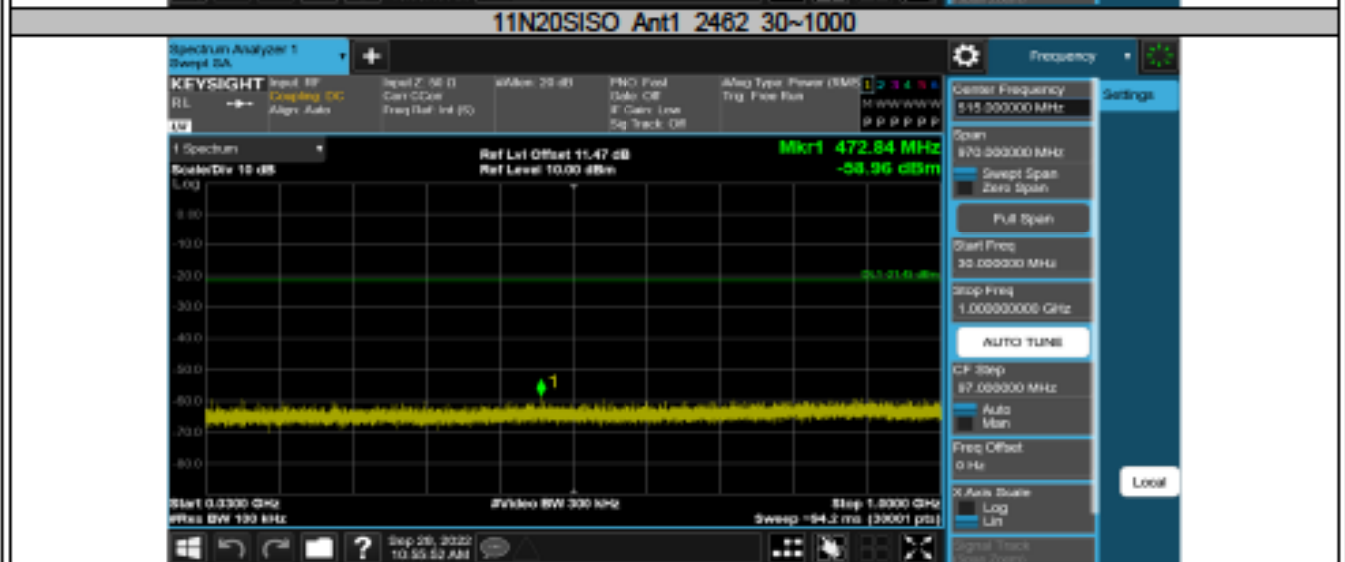 11N20SISO_Ant1_2462_30~1000
Spectrum Analyzer 1
Swept SA
Frequency
KEYSIGHT
RL
Input: RF
Coupling: DC
Align: Auto
Input Z: 50 Ω
Corr CCorr
Freq Ref: Int (S)
#Atten: 20 dB
PNO: Fast
Gate: Off
IF Gain: Low
Sig Track: Off
#Avg Type: Power (RMS
Trig: Free Run
1 2 3 4 5 6
M W W W W W
P P P P P P
Center Frequency
515.000000 MHz
Settings
1 Spectrum
Scale/Div 10 dB
Ref Lvl Offset 11.47 dB
Ref Level 10.00 dBm
Mkr1 472.84 MHz
-58.96 dBm
Span
970.000000 MHz
Swept Span
Zero Span
Full Span
Start Freq
30.000000 MHz
Stop Freq
1.000000000 GHz
AUTO TUNE
CF Step
97.000000 MHz
Auto
Man
Freq Offset
0 Hz
X Axis Scale
Log
Lin
Local
Signal Track
Log
0.00
-10.0
-20.0
-30.0
-40.0
-50.0
-60.0
-70.0
-80.0
1
Start 0.0300 GHz
#Res BW 100 kHz
#Video BW 300 kHz
Stop 1.0000 GHz
Sweep ~94.2 ms (30001 pts)
?
Sep 28, 2022
10:55:52 AM